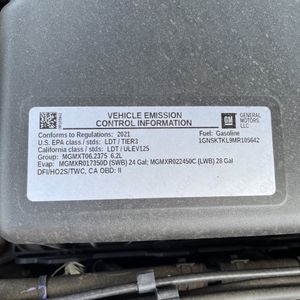 VEHICLE EMISSION
CONTROL INFORMATION
GM
GENERAL
MOTORS
LLC
Conforms to Regulations: 2021
Fuel: Gasoline
U.S. EPA class / stds: LDT / TIER3
1GNSKTKL9MR105642
California class / stds: LDT / ULEV125
Group: MGMXT06.2375 6.2L
Evap: MGMXR017350D (SWB) 24 Gal; MGMXR022450C (LWB) 28 Gal
DFI/HO2S/TWC, CA OBD: II